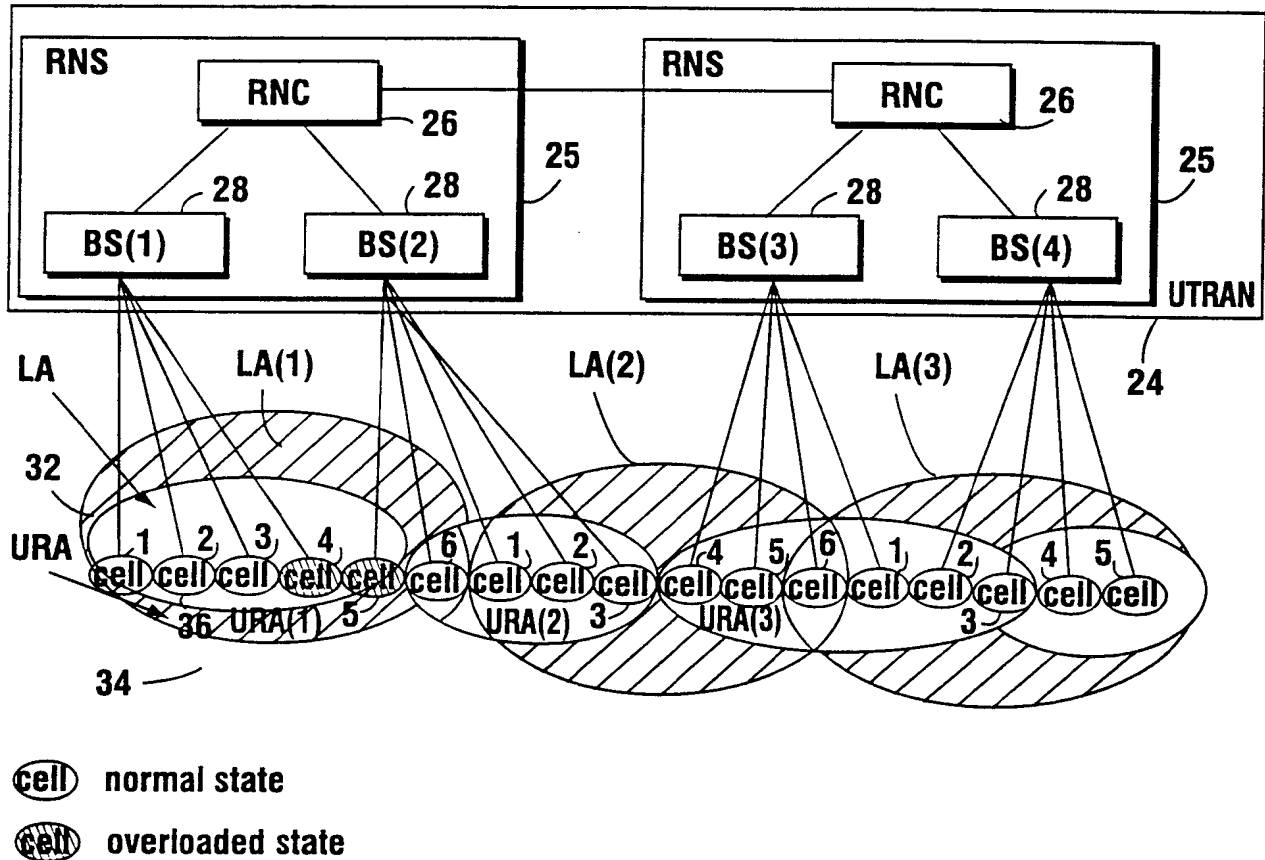 RNS
RNC
26
25
28
BS(1)
28
BS(2)
RNS
RNC
26
25
28
BS(3)
28
BS(4)
UTRAN
24
LA
LA(1)
LA(2)
LA(3)
32
URA
1 2 3 4 6 1 2 4 5 6 1 2 4 5
cell cell cell cell cell cell cell cell cell cell cell cell cell cell cell cell cell
36 URA(1) 5 URA(2) 3 URA(3) 3
34
cell normal state
cell overloaded state